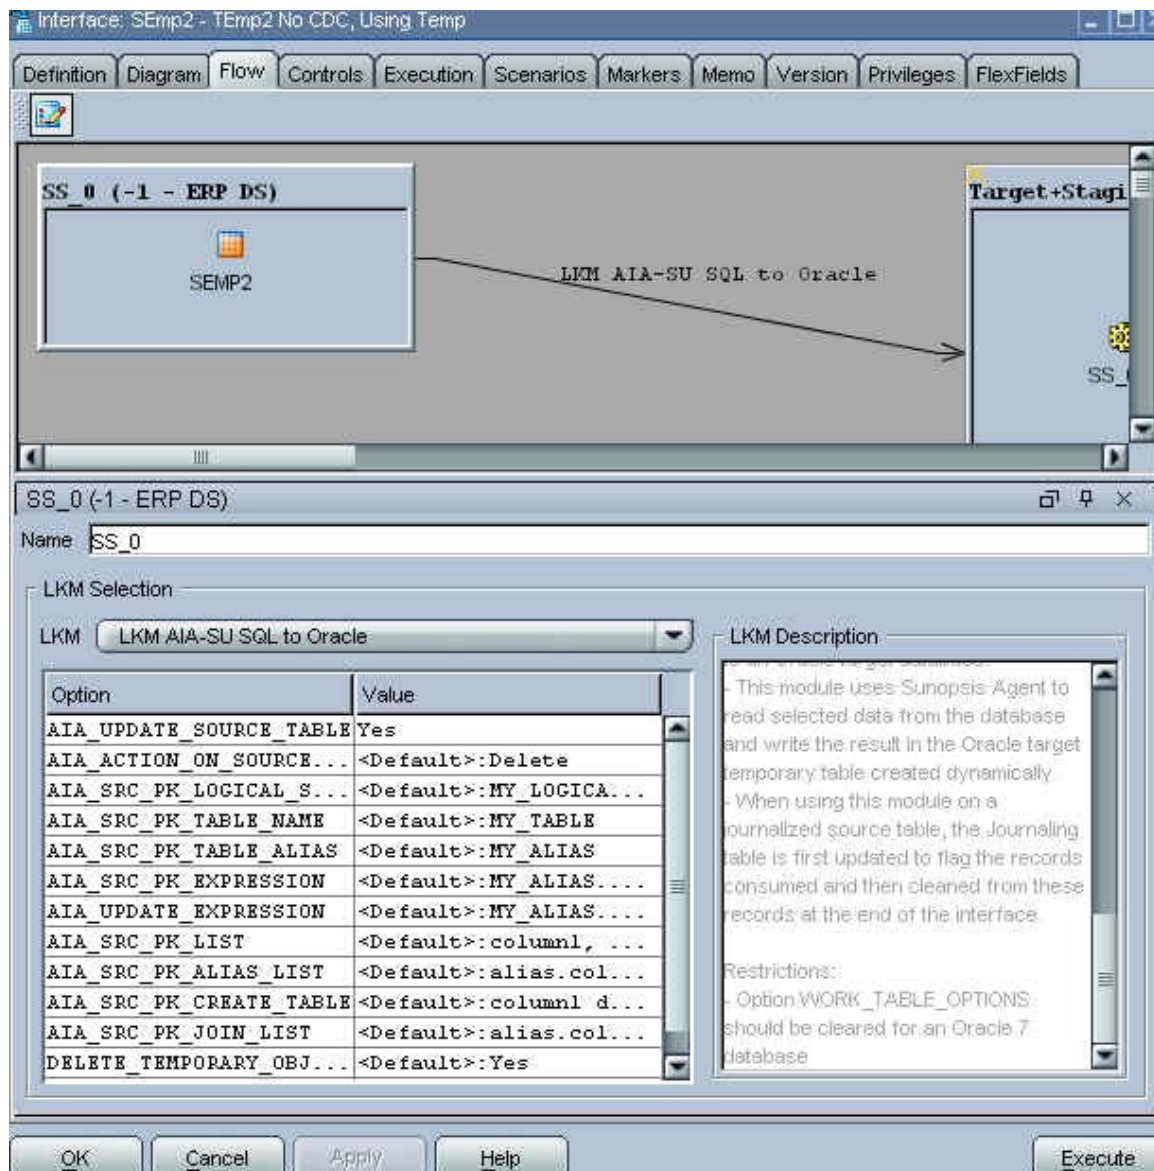 Interface: SEmp2 - TEmp2 No CDC, Using Temp
Definition Diagram Flow Controls Execution Scenarios Markers Memo Version Privileges FlexFields
SS_0 (-1 - ERP DS)
Target+Stagi
SEMP2
LKM AIA-SU SQL to Oracle
SS_
SS_0 (-1 - ERP DS)
Name SS_0
LKM Selection
LKM LKM AIA-SU SQL to Oracle
Option Value
AIA_UPDATE_SOURCE_TABLE Yes
AIA_ACTION_ON_SOURCE... <Default>:Delete
AIA_SRC_PK_LOGICAL_S... <Default>:MY_LOGICA...
AIA_SRC_PK_TABLE_NAME <Default>:MY_TABLE
AIA_SRC_PK_TABLE_ALIAS <Default>:MY_ALIAS
AIA_SRC_PK_EXPRESSION <Default>:MY_ALIAS....
AIA_UPDATE_EXPRESSION <Default>:MY_ALIAS....
AIA_SRC_PK_LIST <Default>:column1, ...
AIA_SRC_PK_ALIAS_LIST <Default>:alias.col...
AIA_SRC_PK_CREATE_TABLE <Default>:column1 d...
AIA_SRC_PK_JOIN_LIST <Default>:alias.col...
DELETE_TEMPORARY_OBJ... <Default>:Yes
LKM Description
- This module uses Sunopsis Agent to
read selected data from the database
and write the result in the Oracle target
temporary table created dynamically.
- When using this module on a
journalized source table, the Journaling
table is first updated to flag the records
consumed and then cleaned from these
records at the end of the interface.
Restrictions:
- Option WORK_TABLE_OPTIONS
should be cleared for an Oracle 7
database
OK Cancel Apply Help Execute